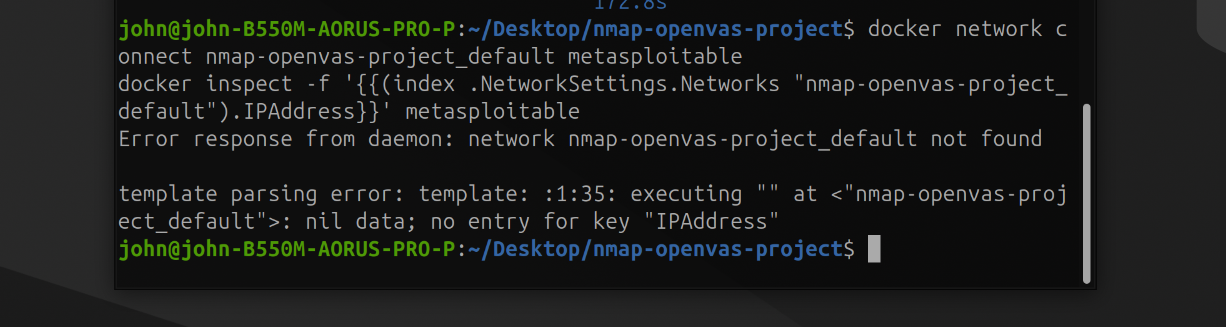 172.8s
john@john-B550M-AORUS-PRO-P:~/Desktop/nmap-openvas-project$ docker network c
onnect nmap-openvas-project_default metasploitable
docker inspect -f '{{(index .NetworkSettings.Networks "nmap-openvas-project_
default").IPAddress}}' metasploitable
Error response from daemon: network nmap-openvas-project_default not found

template parsing error: template: :1:35: executing "" at <"nmap-openvas-proj
ect_default">: nil data; no entry for key "IPAddress"
john@john-B550M-AORUS-PRO-P:~/Desktop/nmap-openvas-project$